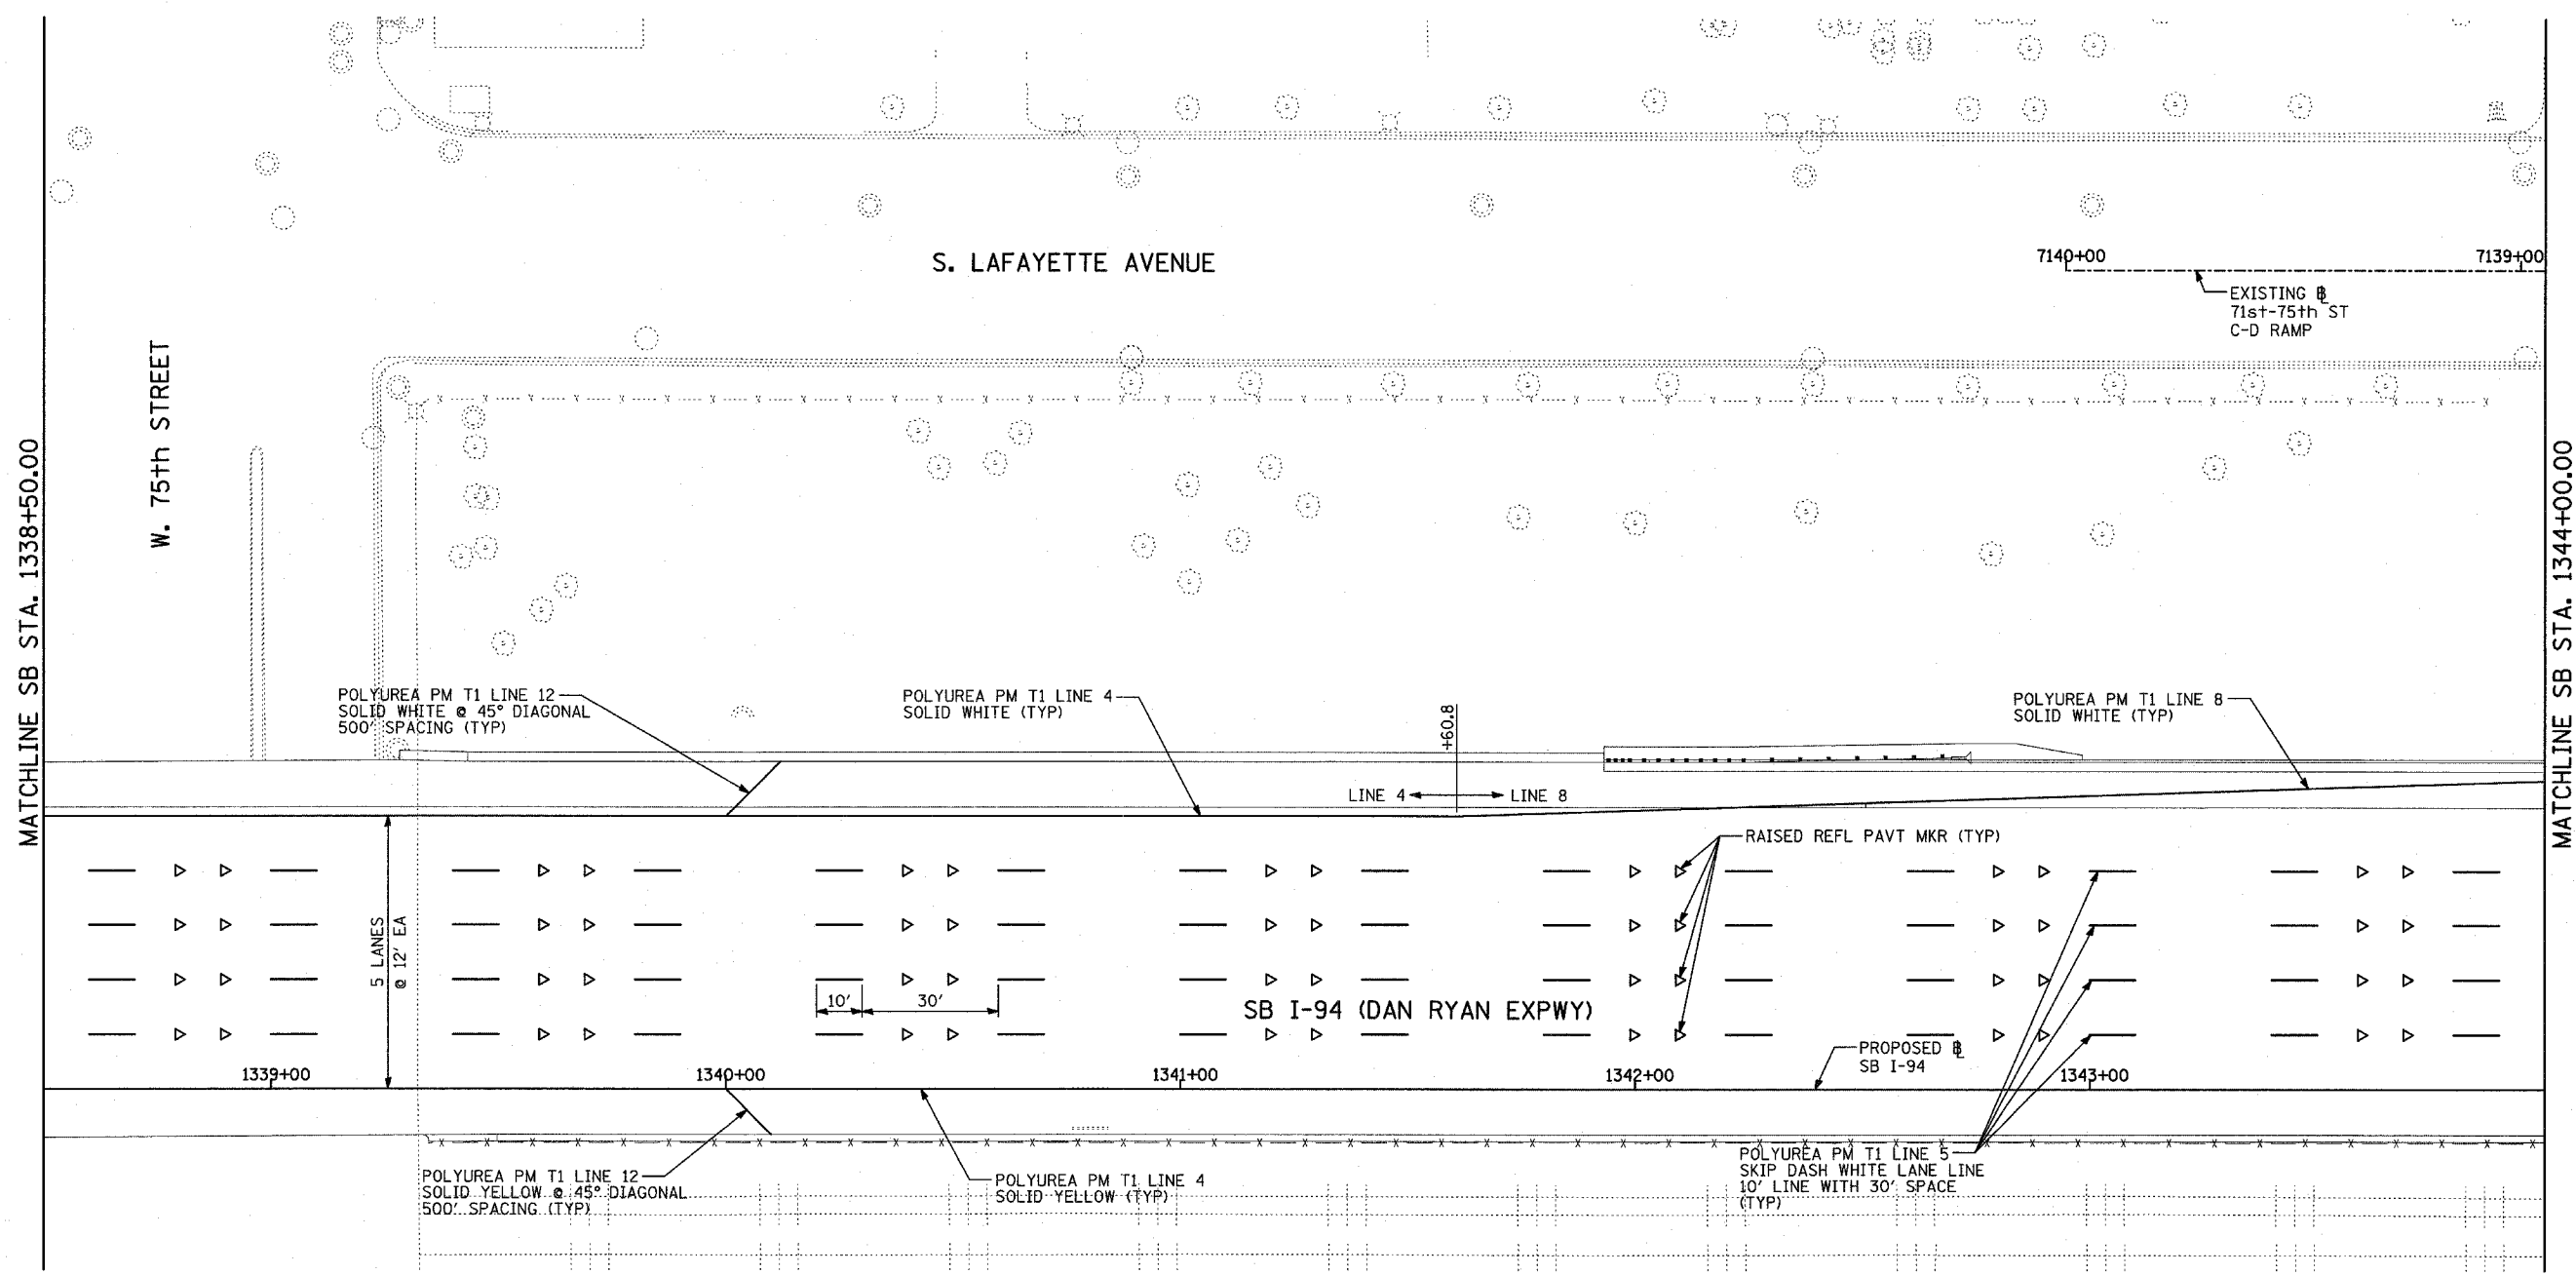 S. LAFAYETTE AVENUE
7140+00
7139+00
EXISTING B
71st-75th ST
C-D RAMP
W. 75th STREET
MATCHLINE SB STA. 1338+50.00
MATCHLINE SB STA. 1344+00.00
POLYUREA PM T1 LINE 12
SOLID WHITE @ 45° DIAGONAL
500' SPACING (TYP)
POLYUREA PM T1 LINE 4
SOLID WHITE (TYP)
+60.8
POLYUREA PM T1 LINE 8
SOLID WHITE (TYP)
LINE 4
LINE 8
RAISED REFL PAVT MKR (TYP)
5 LANES
@ 12' EA
10'
30'
SB I-94 (DAN RYAN EXPWY)
PROPOSED B
SB I-94
1339+00
1340+00
1341+00
1342+00
1343+00
POLYUREA PM T1 LINE 12
SOLID YELLOW @ 45° DIAGONAL
500' SPACING (TYP)
POLYUREA PM T1 LINE 4
SOLID YELLOW (TYP)
POLYUREA PM T1 LINE 5
SKIP DASH WHITE LANE LINE
10' LINE WITH 30' SPACE
(TYP)